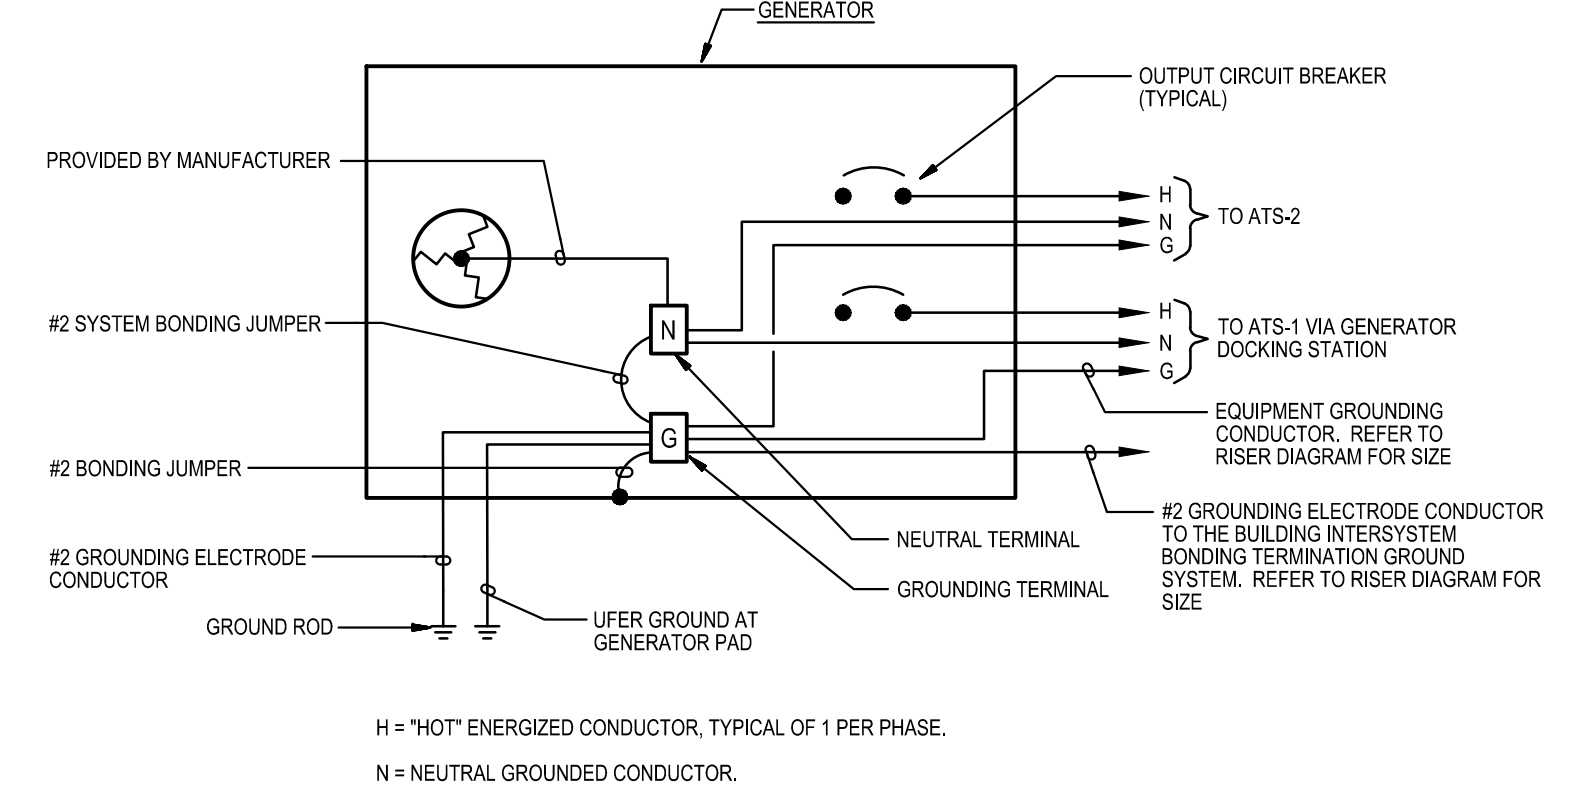 GENERATOR
OUTPUT CIRCUIT BREAKER
(TYPICAL)
PROVIDED BY MANUFACTURER
H
N
G
TO ATS-2
#2 SYSTEM BONDING JUMPER
N
H
N
G
TO ATS-1 VIA GENERATOR
DOCKING STATION
EQUIPMENT GROUNDING
CONDUCTOR. REFER TO
RISER DIAGRAM FOR SIZE
G
#2 BONDING JUMPER
#2 GROUNDING ELECTRODE CONDUCTOR
TO THE BUILDING INTERSYSTEM
BONDING TERMINATION GROUND
SYSTEM. REFER TO RISER DIAGRAM FOR
SIZE
NEUTRAL TERMINAL
GROUNDING TERMINAL
#2 GROUNDING ELECTRODE
CONDUCTOR
GROUND ROD
UFER GROUND AT
GENERATOR PAD
H = "HOT" ENERGIZED CONDUCTOR, TYPICAL OF 1 PER PHASE.
N = NEUTRAL GROUNDED CONDUCTOR.